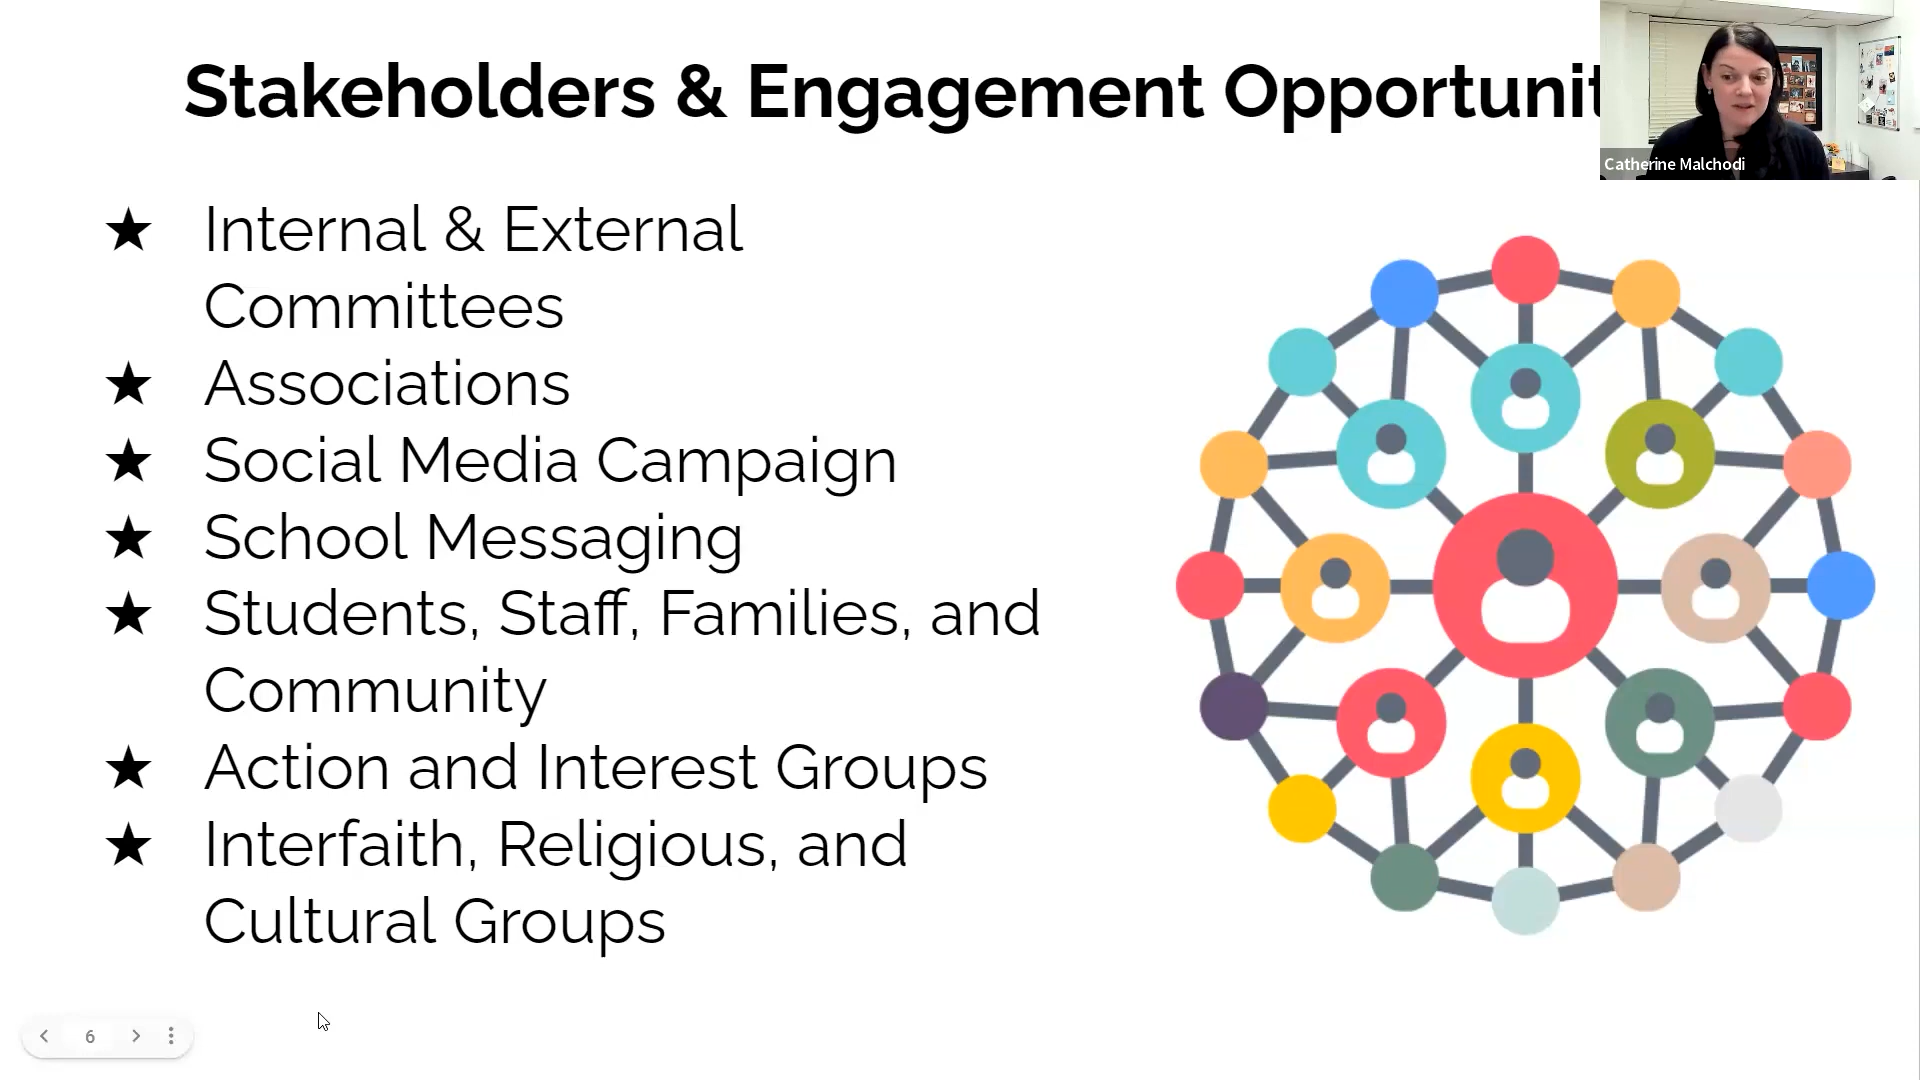 Stakeholders & Engagement Opportunit
Catherine Malchodi
★ Internal & External
Committees
★ Associations
★ Social Media Campaign
★ School Messaging
★ Students, Staff, Families, and
Community
★ Action and Interest Groups
★ Interfaith, Religious, and
Cultural Groups
6